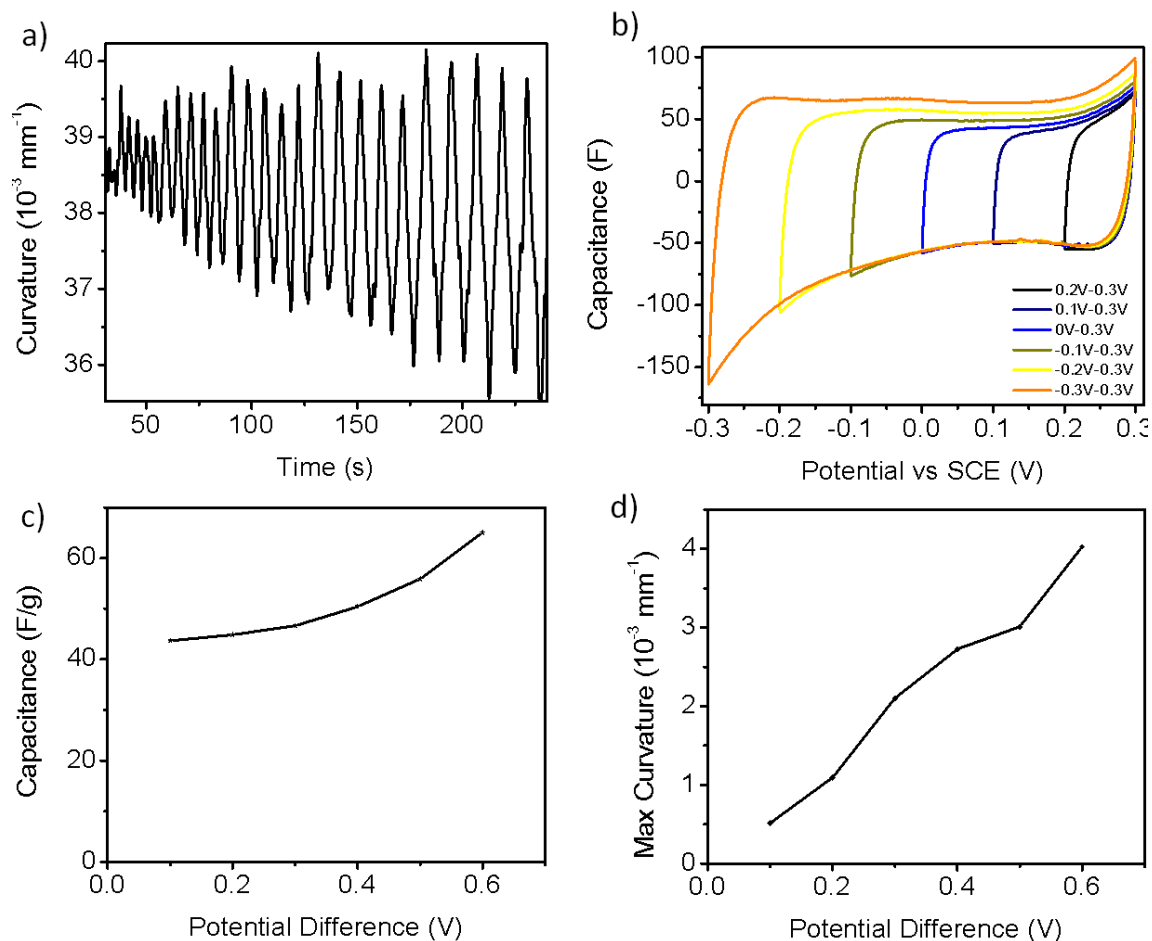 a)
40
39
38
37
36
Curvature (10⁻³ mm⁻¹)
50 100 150 200
Time (s)
b)
100
50
0
-50
-100
-150
Capacitance (F)
0.2V-0.3V
0.1V-0.3V
0V-0.3V
-0.1V-0.3V
-0.2V-0.3V
-0.3V-0.3V
-0.3 -0.2 -0.1 0.0 0.1 0.2 0.3
Potential vs SCE (V)
c)
60
40
20
0
Capacitance (F/g)
0.0 0.2 0.4 0.6
Potential Difference (V)
d)
4
3
2
1
0
Max Curvature (10⁻³ mm⁻¹)
0.0 0.2 0.4 0.6
Potential Difference (V)